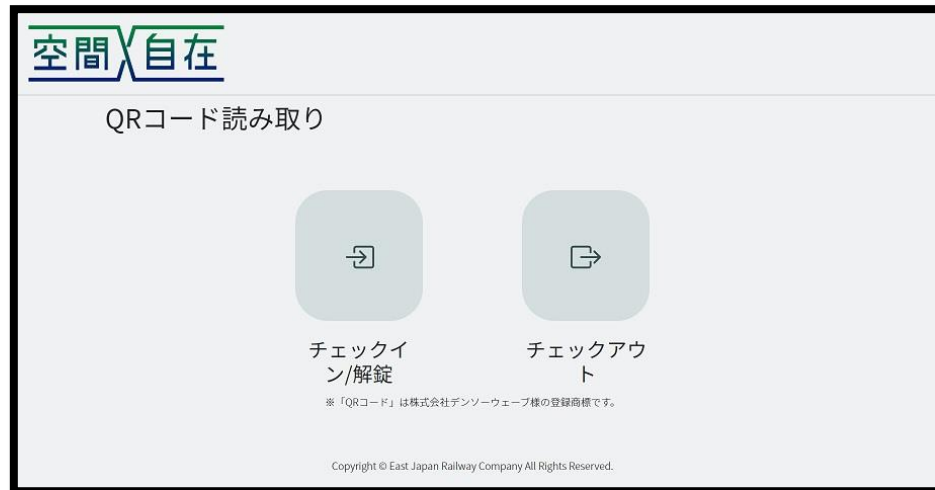 空間X自在
QRコード読み取り
チェックイ
ン/解錠
チェックアウ
ト
※「QRコード」は株式会社デンソーウェーブ様の登録商標です。
Copyright © East Japan Railway Company All Rights Reserved.